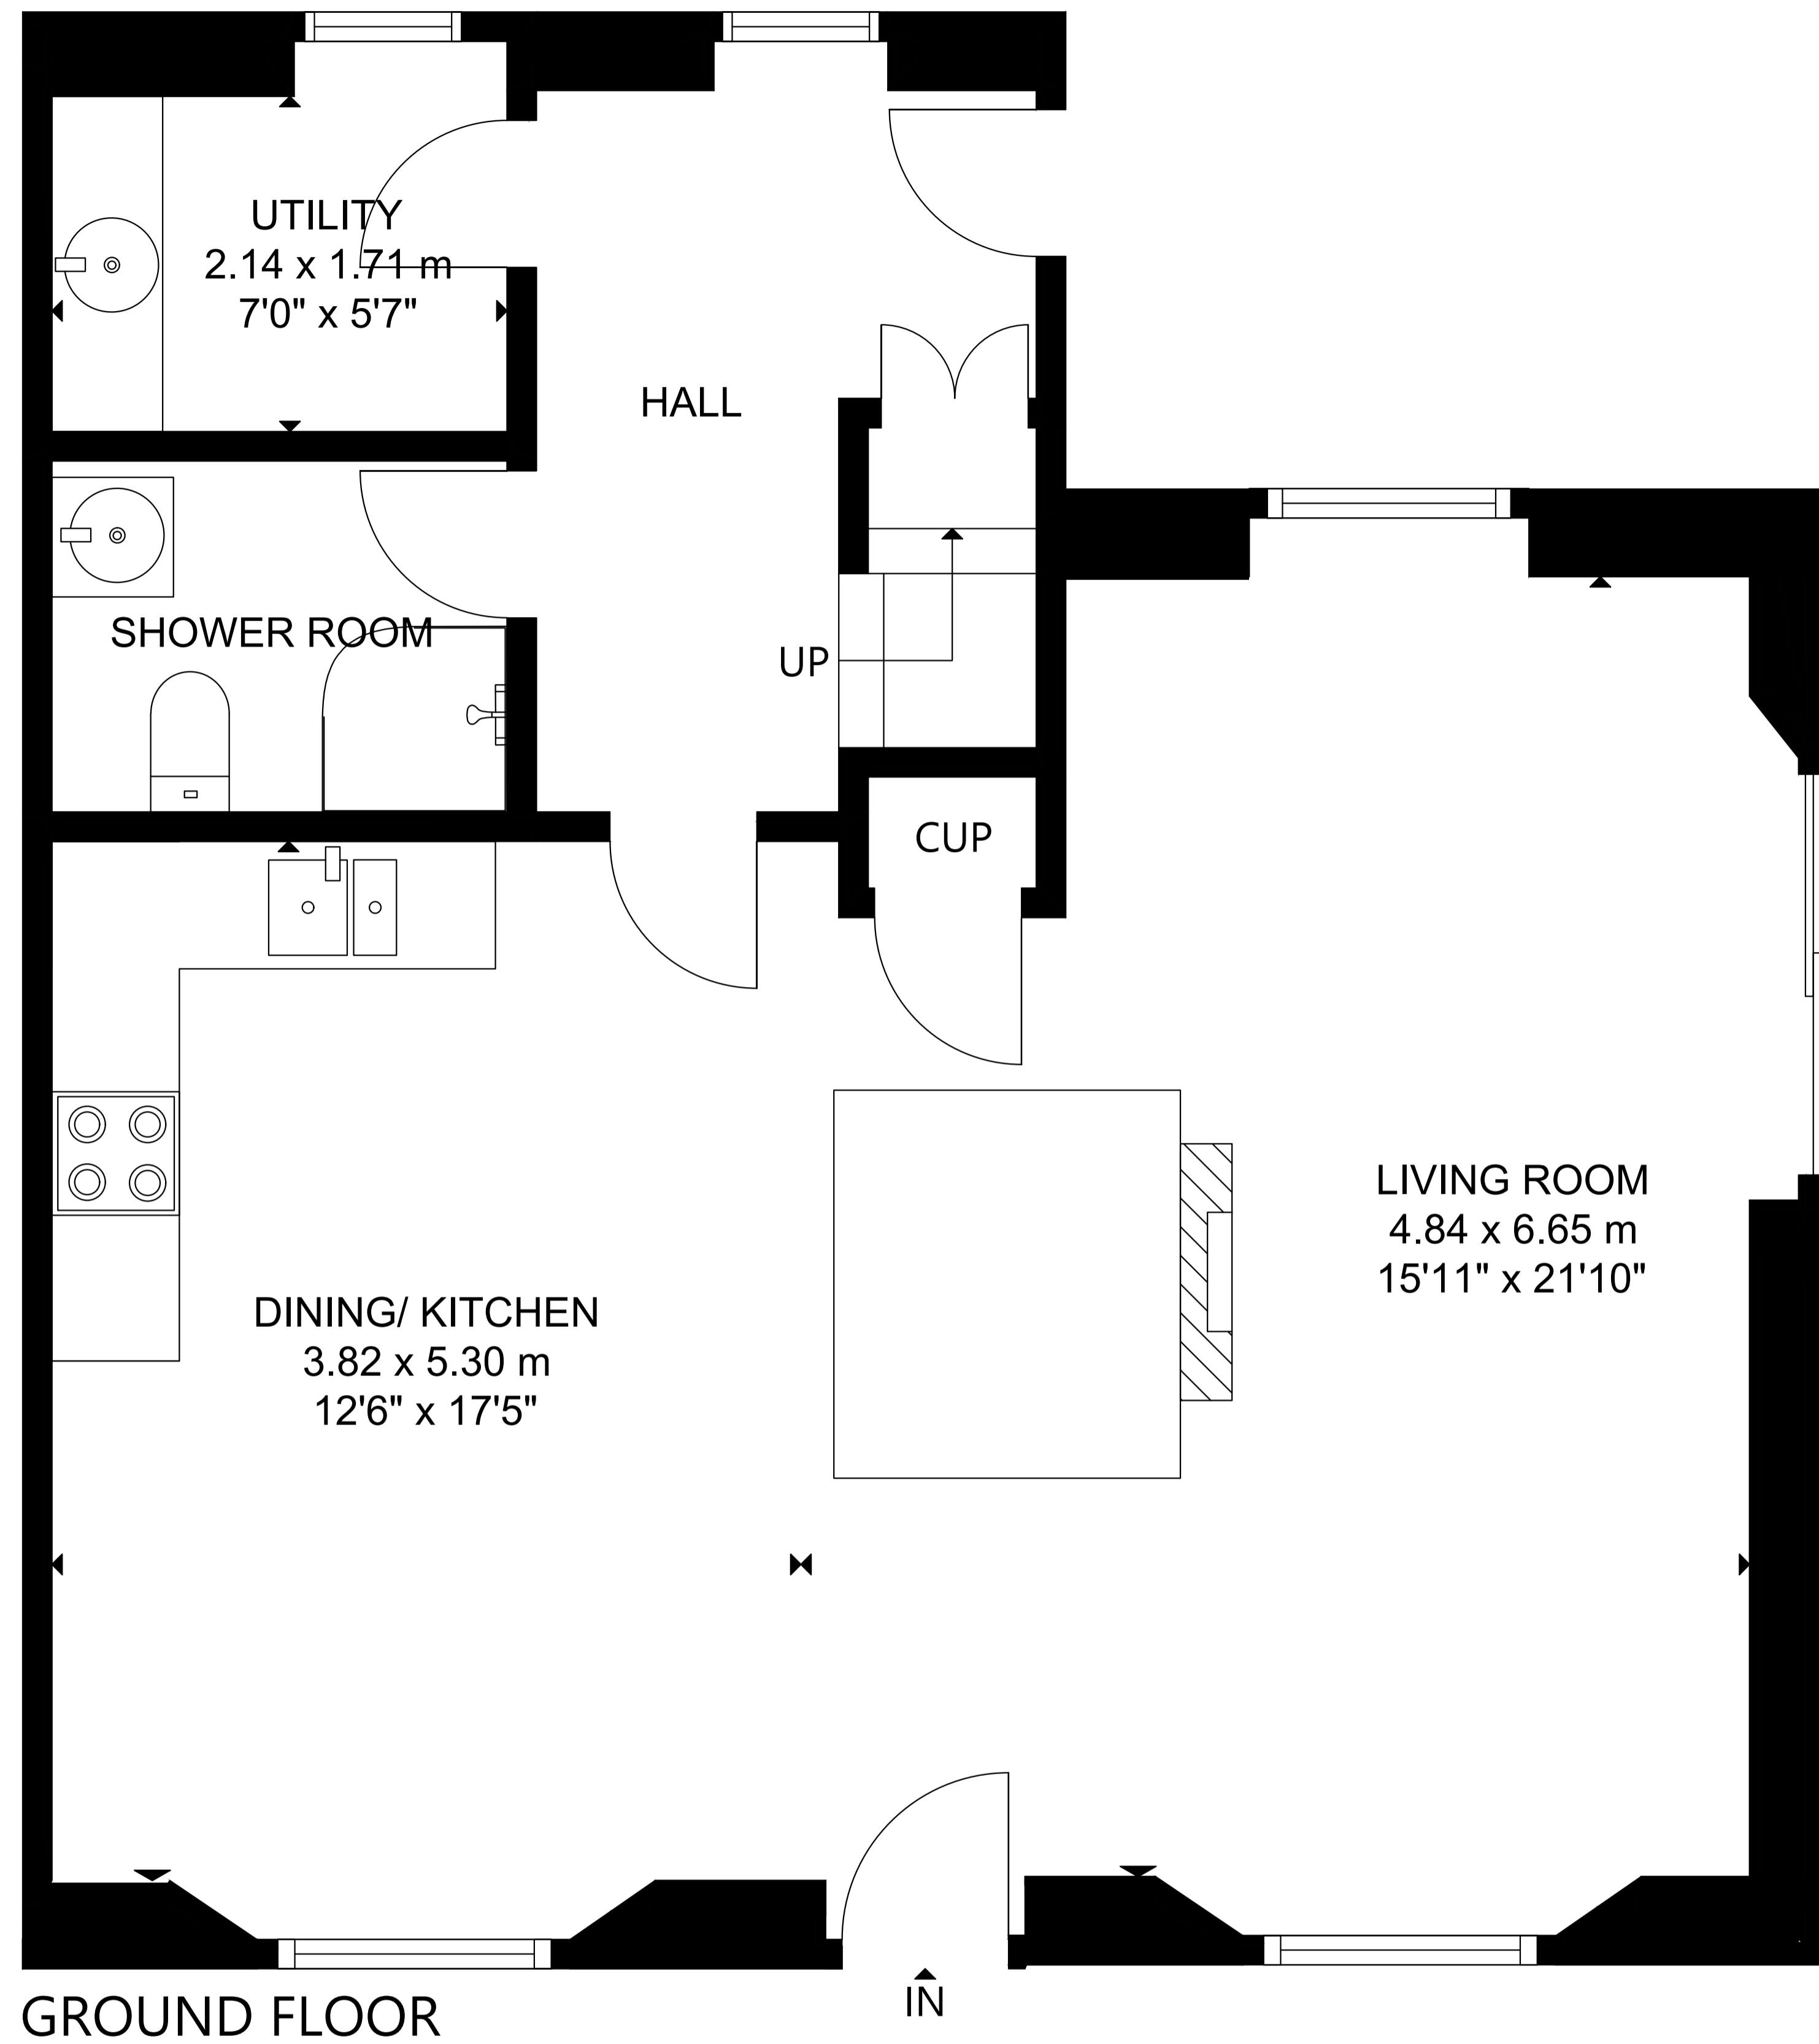 UTILITY
2.14 x 1.71 m
7'0" x 5'7"
HALL
SHOWER ROOM
UP
CUP
LIVING ROOM
4.84 x 6.65 m
15'11" x 21'10"
DINING/ KITCHEN
3.82 x 5.30 m
12'6" x 17'5"
IN
GROUND FLOOR